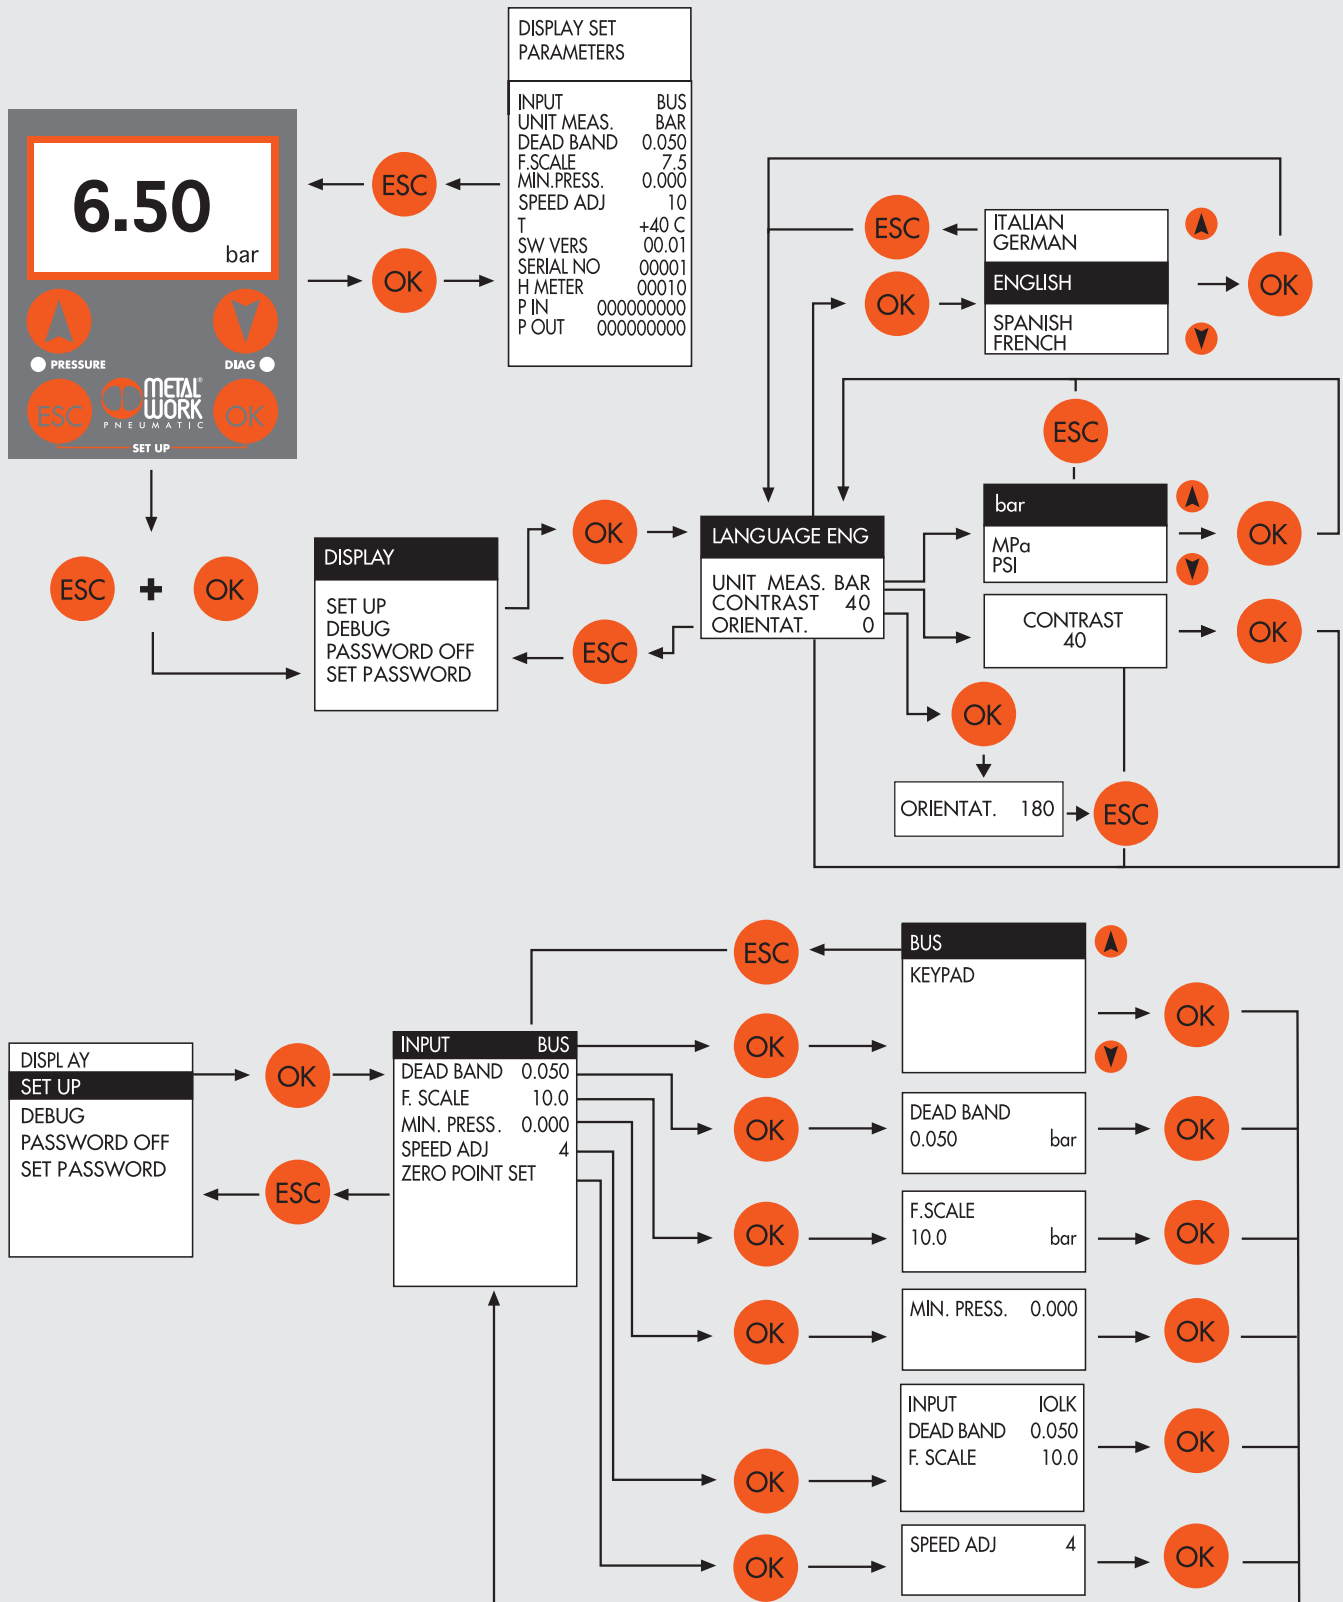 DISPLAY SET
PARAMETERS
INPUT BUS
UNIT MEAS. BAR
DEAD BAND 0.050
F.SCALE 7.5
MIN.PRESS. 0.000
SPEED ADJ 10
T +40 C
SW VERS 00.01
SERIAL NO 00001
H METER 00010
P IN 000000000
P OUT 000000000
6.50
bar
PRESSURE
DIAG
ESC
METAL®
WORK
PNEUMATIC
OK
SET UP
ESC
OK
ESC
OK
ITALIAN
GERMAN
ENGLISH
SPANISH
FRENCH
OK
ESC
ESC
+
OK
DISPLAY
SET UP
DEBUG
PASSWORD OFF
SET PASSWORD
OK
ESC
LANGUAGE ENG
UNIT MEAS. BAR
CONTRAST 40
ORIENTAT. 0
bar
MPa
PSI
OK
CONTRAST
40
OK
OK
ORIENTAT. 180
ESC
DISPLAY
SET UP
DEBUG
PASSWORD OFF
SET PASSWORD
OK
ESC
INPUT BUS
DEAD BAND 0.050
F. SCALE 10.0
MIN. PRESS. 0.000
SPEED ADJ 4
ZERO POINT SET
ESC
BUS
KEYPAD
OK
OK
OK
DEAD BAND
0.050 bar
OK
OK
F.SCALE
10.0 bar
OK
OK
MIN. PRESS. 0.000
OK
OK
INPUT IOLK
DEAD BAND 0.050
F. SCALE 10.0
OK
OK
SPEED ADJ 4
OK